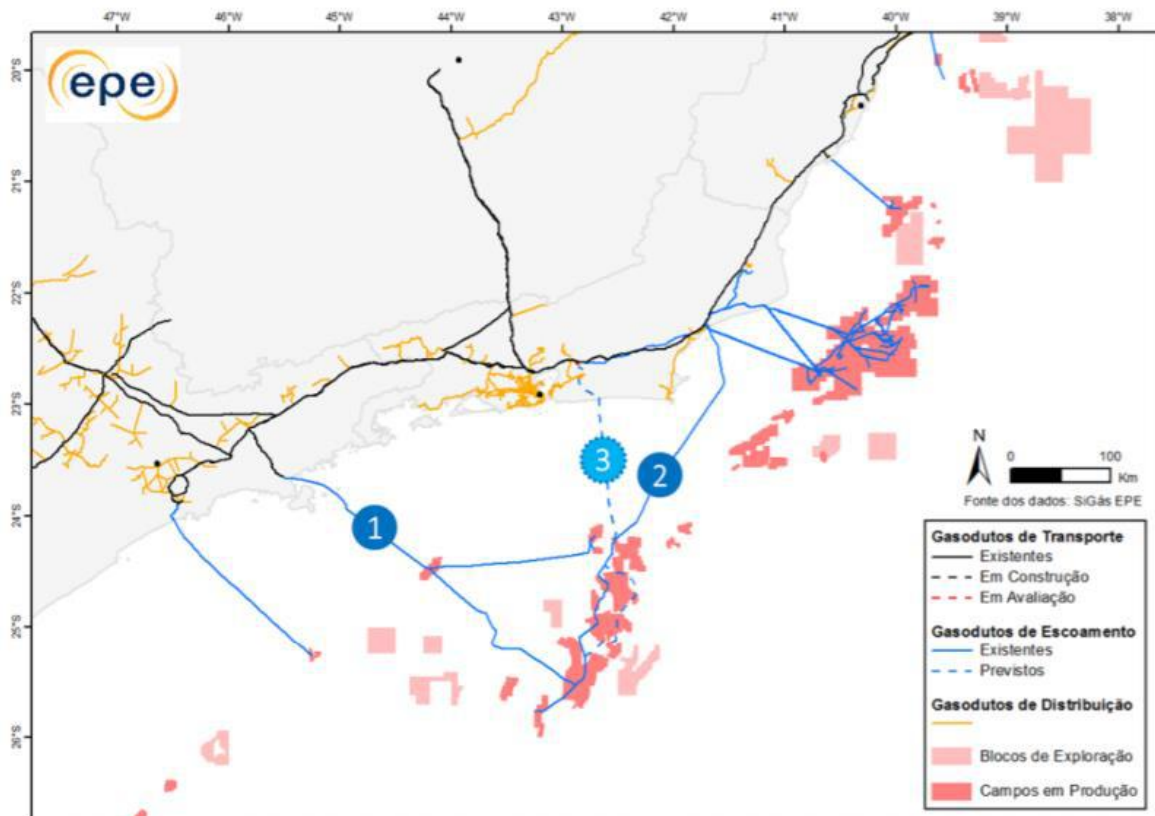 47°W 46°W 45°W 44°W 43°W 42°W 41°W 40°W 39°W 38°W
epe
20°S
21°S
22°S
23°S
24°S
25°S
26°S
3
2
1
N
0 100
Km
Fonte dos dados: SiGás EPE
Gasodutos de Transporte
Existentes
Em Construção
Em Avaliação
Gasodutos de Escoamento
Existentes
Previstos
Gasodutos de Distribuição
Blocos de Exploração
Campos em Produção